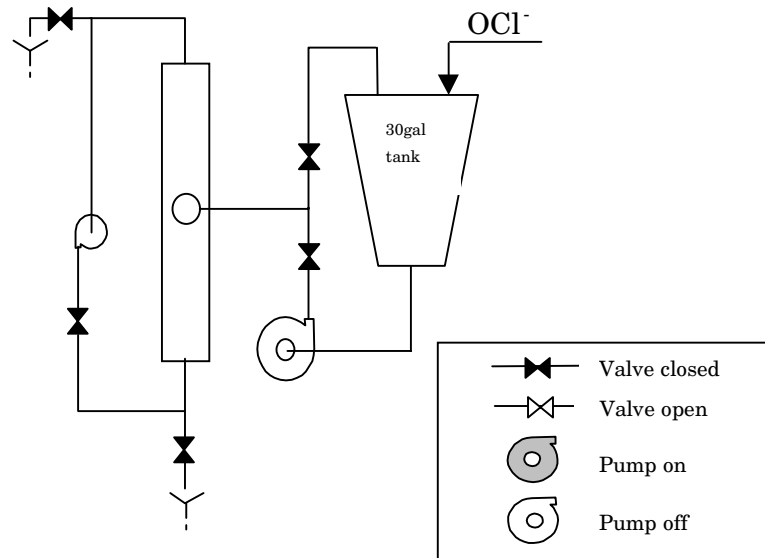 OCl⁻
30gal
tank
Valve closed
Valve open
Pump on
Pump off